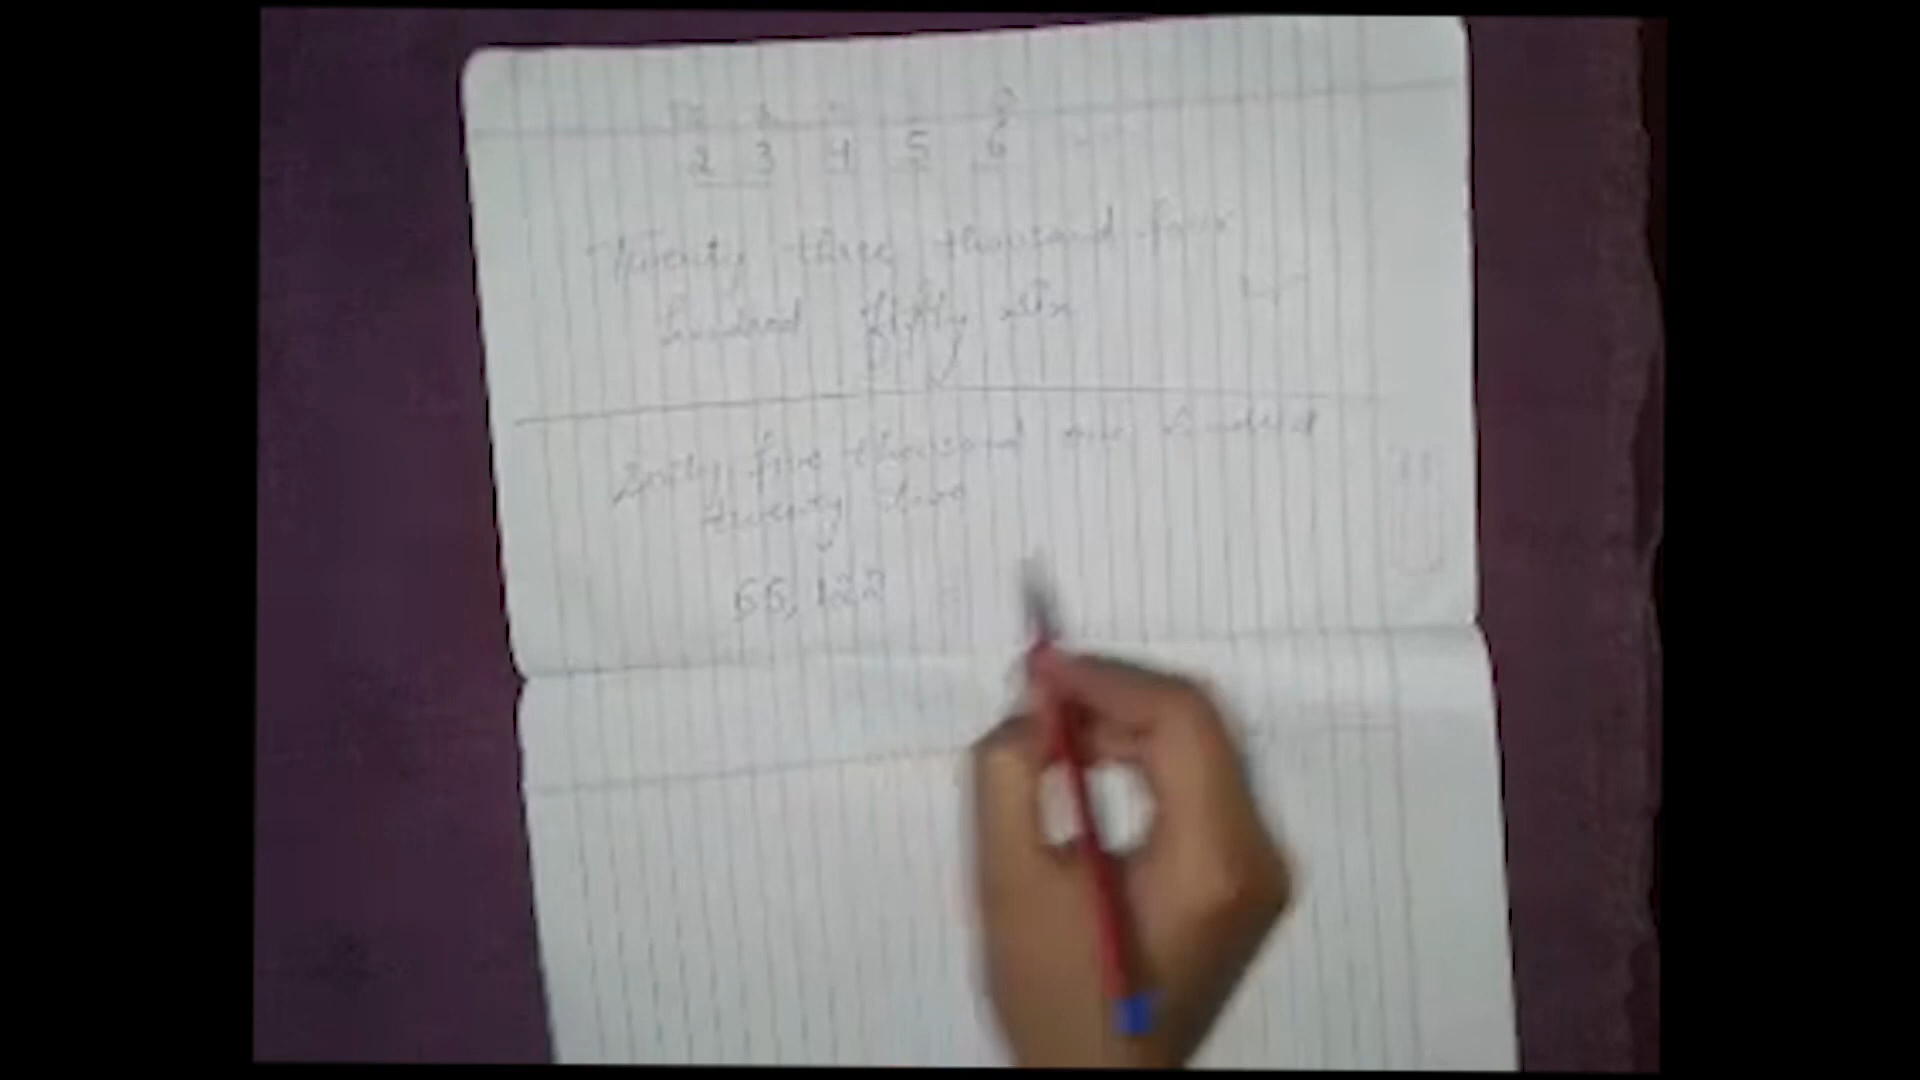 2 3 4 5 6
Twenty three thousand four
hundred fifty six
Sixty five thousand one hundred
twenty two
65,122 =